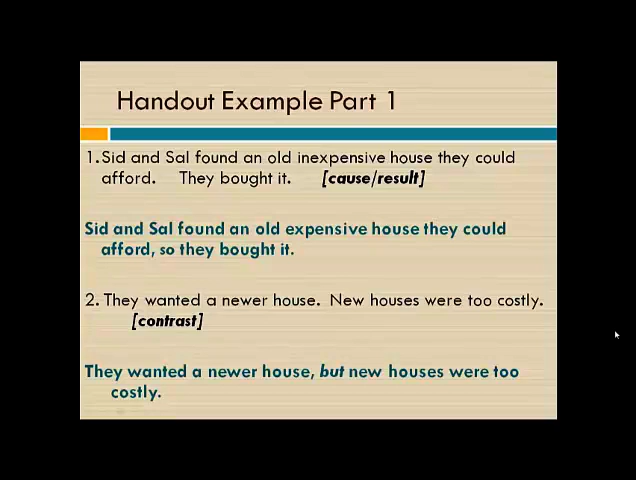 Handout Example Part 1
1.Sid and Sal found an old inexpensive house they could
afford. They bought it. [cause/result]
Sid and Sal found an old expensive house they could
afford, so they bought it.
2. They wanted a newer house. New houses were too costly.
[contrast]
They wanted a newer house, but new houses were too
costly.